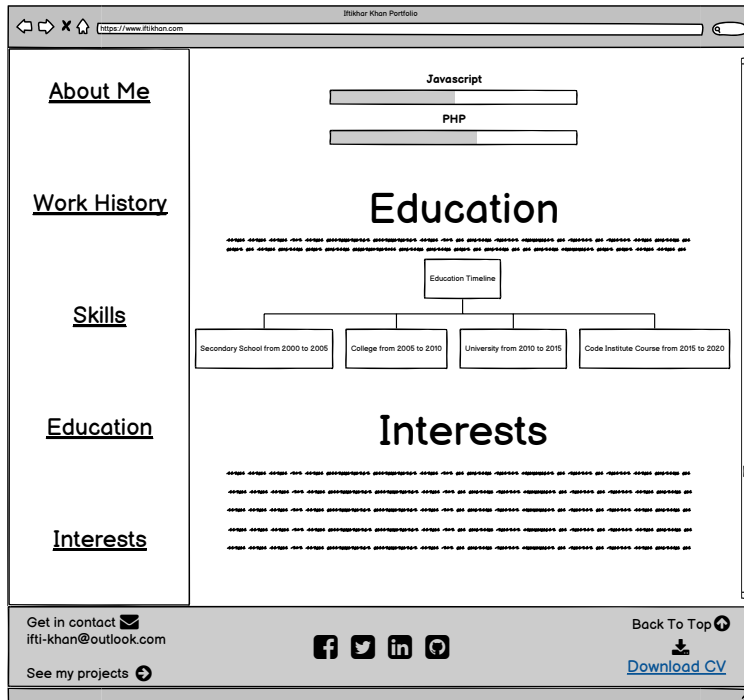 Iftikhar Khan Portfolio
https://www.iftikhan.com
About Me
Work History
Skills
Education
Interests
Javascript
PHP
Education
Education Timeline
Secondary School from 2000 to 2005
College from 2005 to 2010
University from 2010 to 2015
Code Institute Course from 2015 to 2020
Interests
Get in contact
ifti-khan@outlook.com
See my projects
Back To Top
Download CV